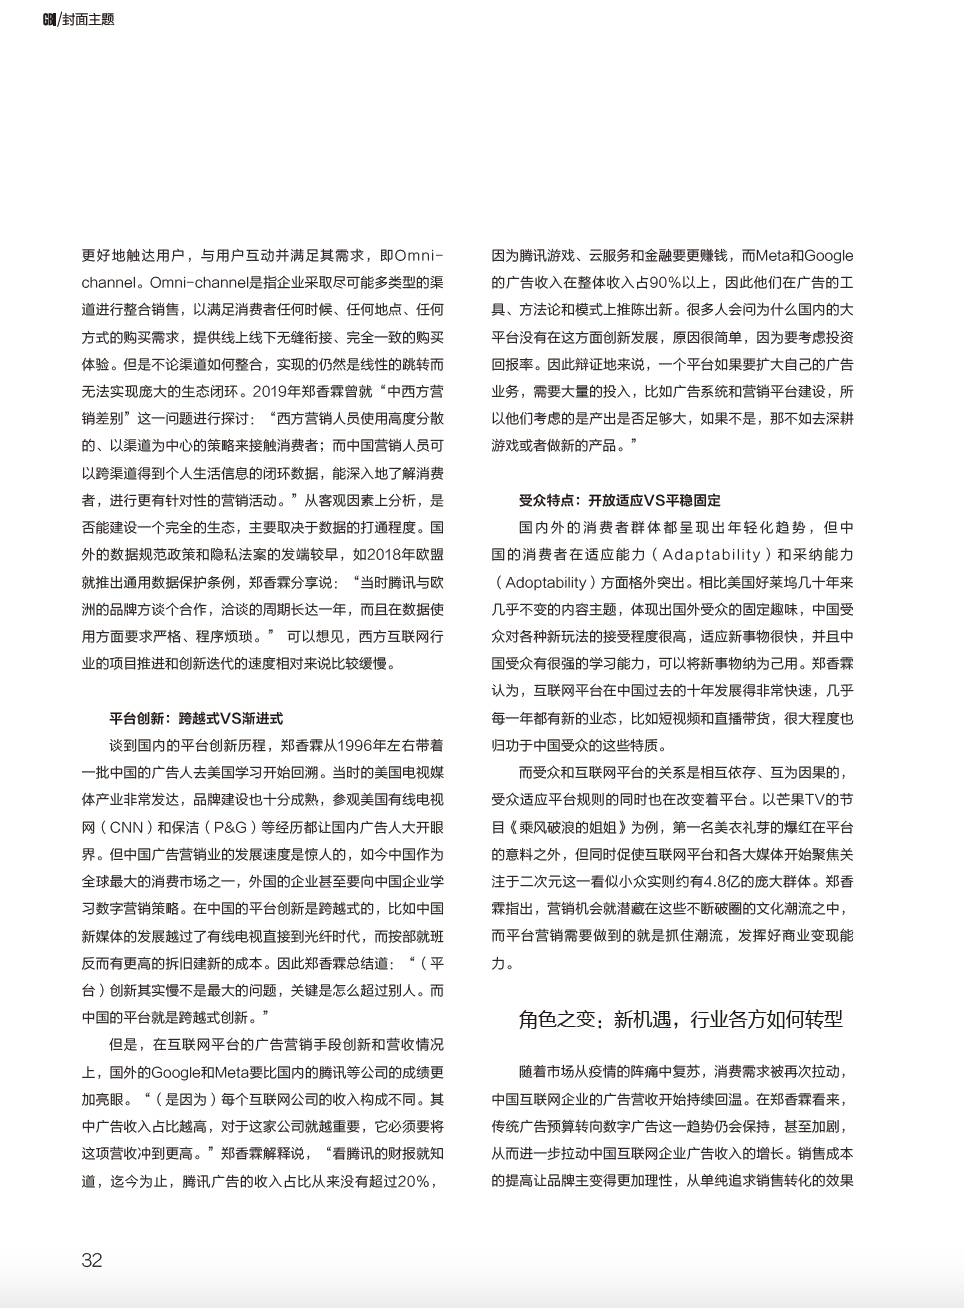 GBI/封面主题
更好地触达用户，与用户互动并满足其需求，即Omni-
channel。Omni-channel是指企业采取尽可能多类型的渠
道进行整合销售，以满足消费者任何时候、任何地点、任何
方式的购买需求，提供线上线下无缝衔接、完全一致的购买
体验。但是不论渠道如何整合，实现的仍然是线性的跳转而
无法实现庞大的生态闭环。2019年郑香霖曾就“中西方营
销差别”这一问题进行探讨：“西方营销人员使用高度分散
的、以渠道为中心的策略来接触消费者；而中国营销人员可
以跨渠道得到个人生活信息的闭环数据，能深入地了解消费
者，进行更有针对性的营销活动。”从客观因素上分析，是
否能建设一个完全的生态，主要取决于数据的打通程度。国
外的数据规范政策和隐私法案的发端较早，如2018年欧盟
就推出通用数据保护条例，郑香霖分享说：“当时腾讯与欧
洲的品牌方谈个合作，洽谈的周期长达一年，而且在数据使
用方面要求严格、程序烦琐。” 可以想见，西方互联网行
业的项目推进和创新迭代的速度相对来说比较缓慢。
平台创新：跨越式VS渐进式
谈到国内的平台创新历程，郑香霖从1996年左右带着
一批中国的广告人去美国学习开始回溯。当时的美国电视媒
体产业非常发达，品牌建设也十分成熟，参观美国有线电视
网（CNN）和保洁（P&G）等经历都让国内广告人大开眼
界。但中国广告营销业的发展速度是惊人的，如今中国作为
全球最大的消费市场之一，外国的企业甚至要向中国企业学
习数字营销策略。在中国的平台创新是跨越式的，比如中国
新媒体的发展越过了有线电视直接到光纤时代，而按部就班
反而有更高的拆旧建新的成本。因此郑香霖总结道：“（平
台）创新其实慢不是最大的问题，关键是怎么超过别人。而
中国的平台就是跨越式创新。”
但是，在互联网平台的广告营销手段创新和营收情况
上，国外的Google和Meta要比国内的腾讯等公司的成绩更
加亮眼。“（是因为）每个互联网公司的收入构成不同。其
中广告收入占比越高，对于这家公司就越重要，它必须要将
这项营收冲到更高。”郑香霖解释说，“看腾讯的财报就知
道，迄今为止，腾讯广告的收入占比从来没有超过20%，
因为腾讯游戏、云服务和金融要更赚钱，而Meta和Google
的广告收入在整体收入占90%以上，因此他们在广告的工
具、方法论和模式上推陈出新。很多人会问为什么国内的大
平台没有在这方面创新发展，原因很简单，因为要考虑投资
回报率。因此辩证地来说，一个平台如果要扩大自己的广告
业务，需要大量的投入，比如广告系统和营销平台建设，所
以他们考虑的是产出是否足够大，如果不是，那不如去深耕
游戏或者做新的产品。”
受众特点：开放适应VS平稳固定
国内外的消费者群体都呈现出年轻化趋势，但中
国的消费者在适应能力（Adaptability）和采纳能力
（Adoptability）方面格外突出。相比美国好莱坞几十年来
几乎不变的内容主题，体现出国外受众的固定趣味，中国受
众对各种新玩法的接受程度很高，适应新事物很快，并且中
国受众有很强的学习能力，可以将新事物纳为己用。郑香霖
认为，互联网平台在中国过去的十年发展得非常快速，几乎
每一年都有新的业态，比如短视频和直播带货，很大程度也
归功于中国受众的这些特质。
而受众和互联网平台的关系是相互依存、互为因果的，
受众适应平台规则的同时也在改变着平台。以芒果TV的节
目《乘风破浪的姐姐》为例，第一名美衣礼芽的爆红在平台
的意料之外，但同时促使互联网平台和各大媒体开始聚焦关
注于二次元这一看似小众实则约有4.8亿的庞大群体。郑香
霖指出，营销机会就潜藏在这些不断破圈的文化潮流之中，
而平台营销需要做到的就是抓住潮流，发挥好商业变现能
力。
角色之变：新机遇，行业各方如何转型
随着市场从疫情的阵痛中复苏，消费需求被再次拉动，
中国互联网企业的广告营收开始持续回温。在郑香霖看来，
传统广告预算转向数字广告这一趋势仍会保持，甚至加剧，
从而进一步拉动中国互联网企业广告收入的增长。销售成本
的提高让品牌主变得更加理性，从单纯追求销售转化的效果
32